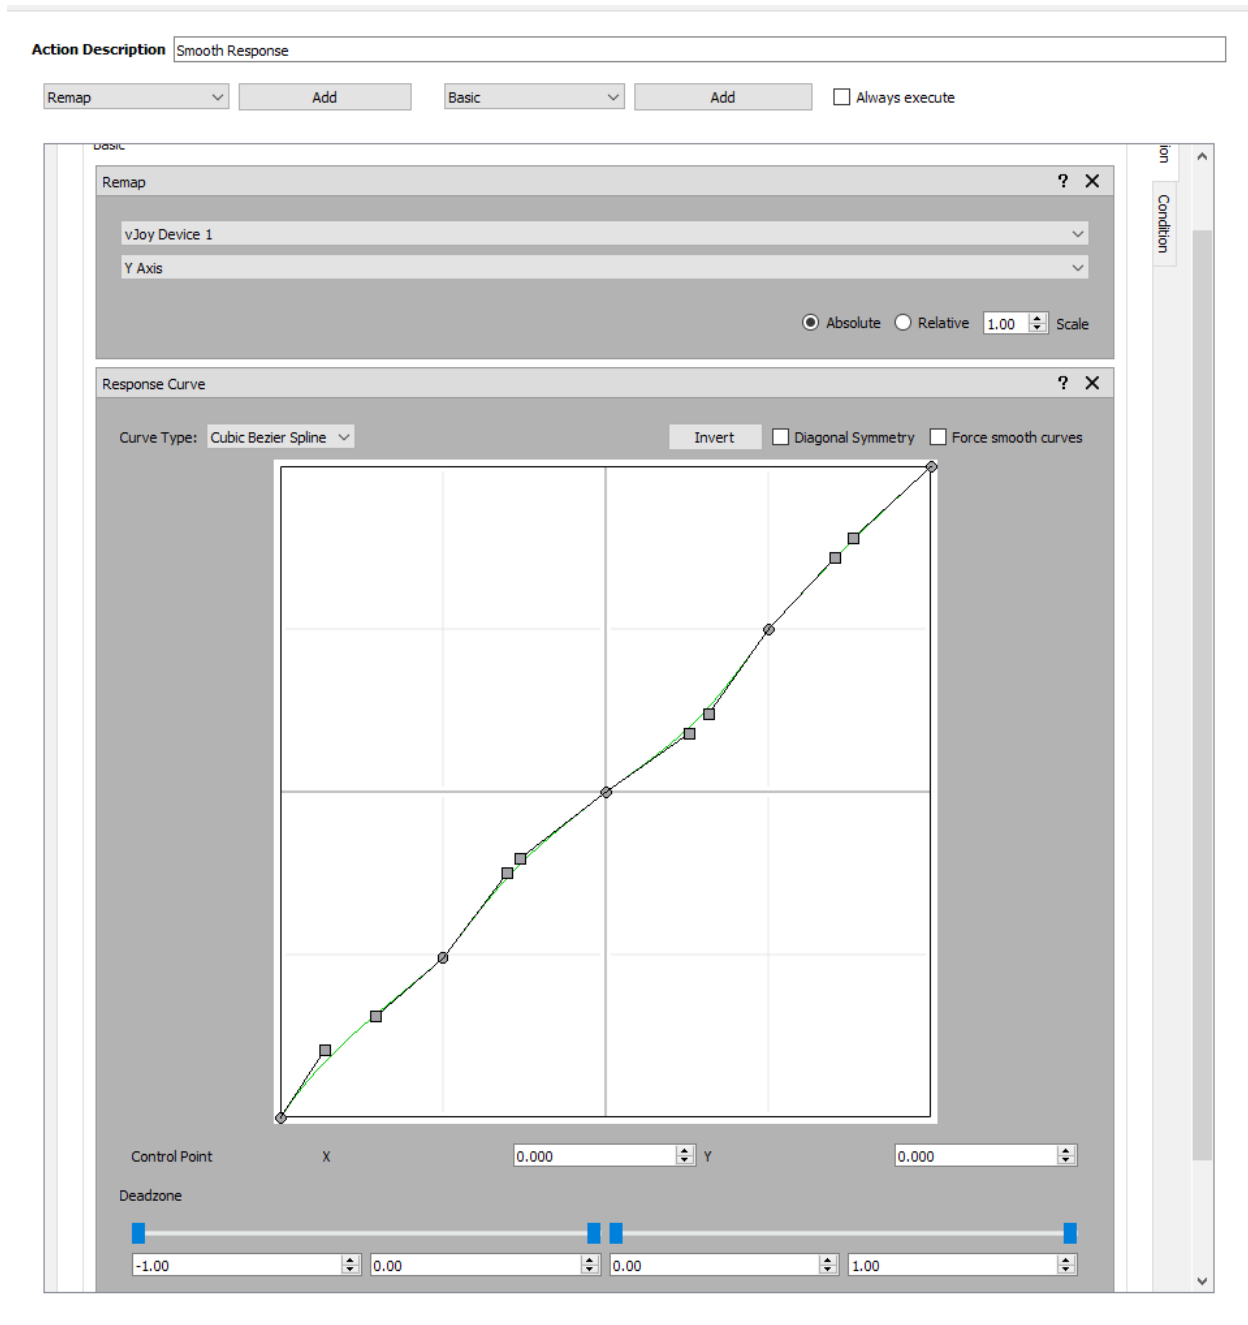 Action Description Smooth Response
Remap Add Basic Add Always execute
Basic
Remap ? X
vJoy Device 1
Y Axis
Absolute Relative 1.00 Scale
Response Curve ? X
Curve Type: Cubic Bezier Spline Invert Diagonal Symmetry Force smooth curves
Control Point X 0.000 Y 0.000
Deadzone
-1.00 0.00 0.00 1.00
Condition